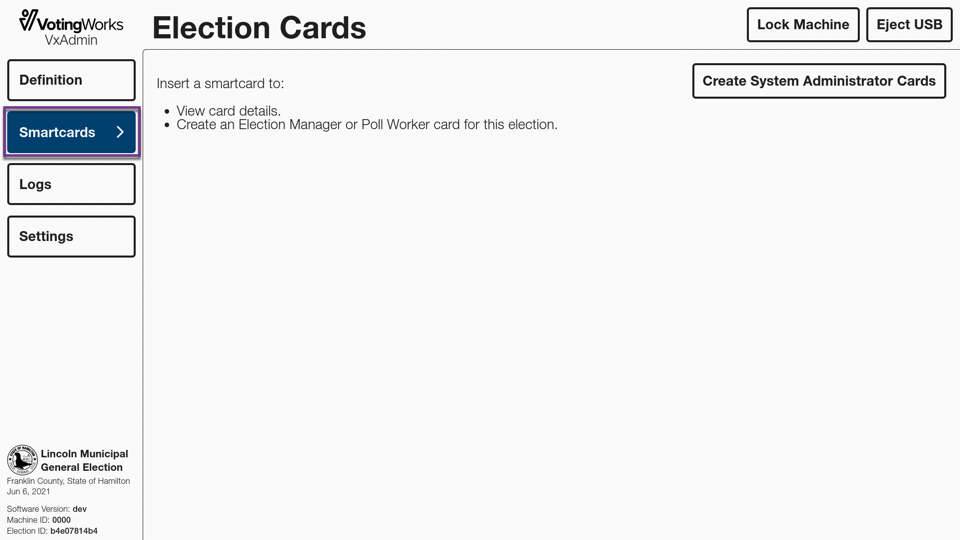 VotingWorks
VxAdmin
Election Cards
Lock Machine
Eject USB
Definition
Smartcards
Logs
Settings
Insert a smartcard to:
• View card details.
• Create an Election Manager or Poll Worker card for this election.
Create System Administrator Cards
Lincoln Municipal
General Election
Franklin County, State of Hamilton
Jun 6, 2021
Software Version: dev
Machine ID: 0000
Election ID: b4e07814b4